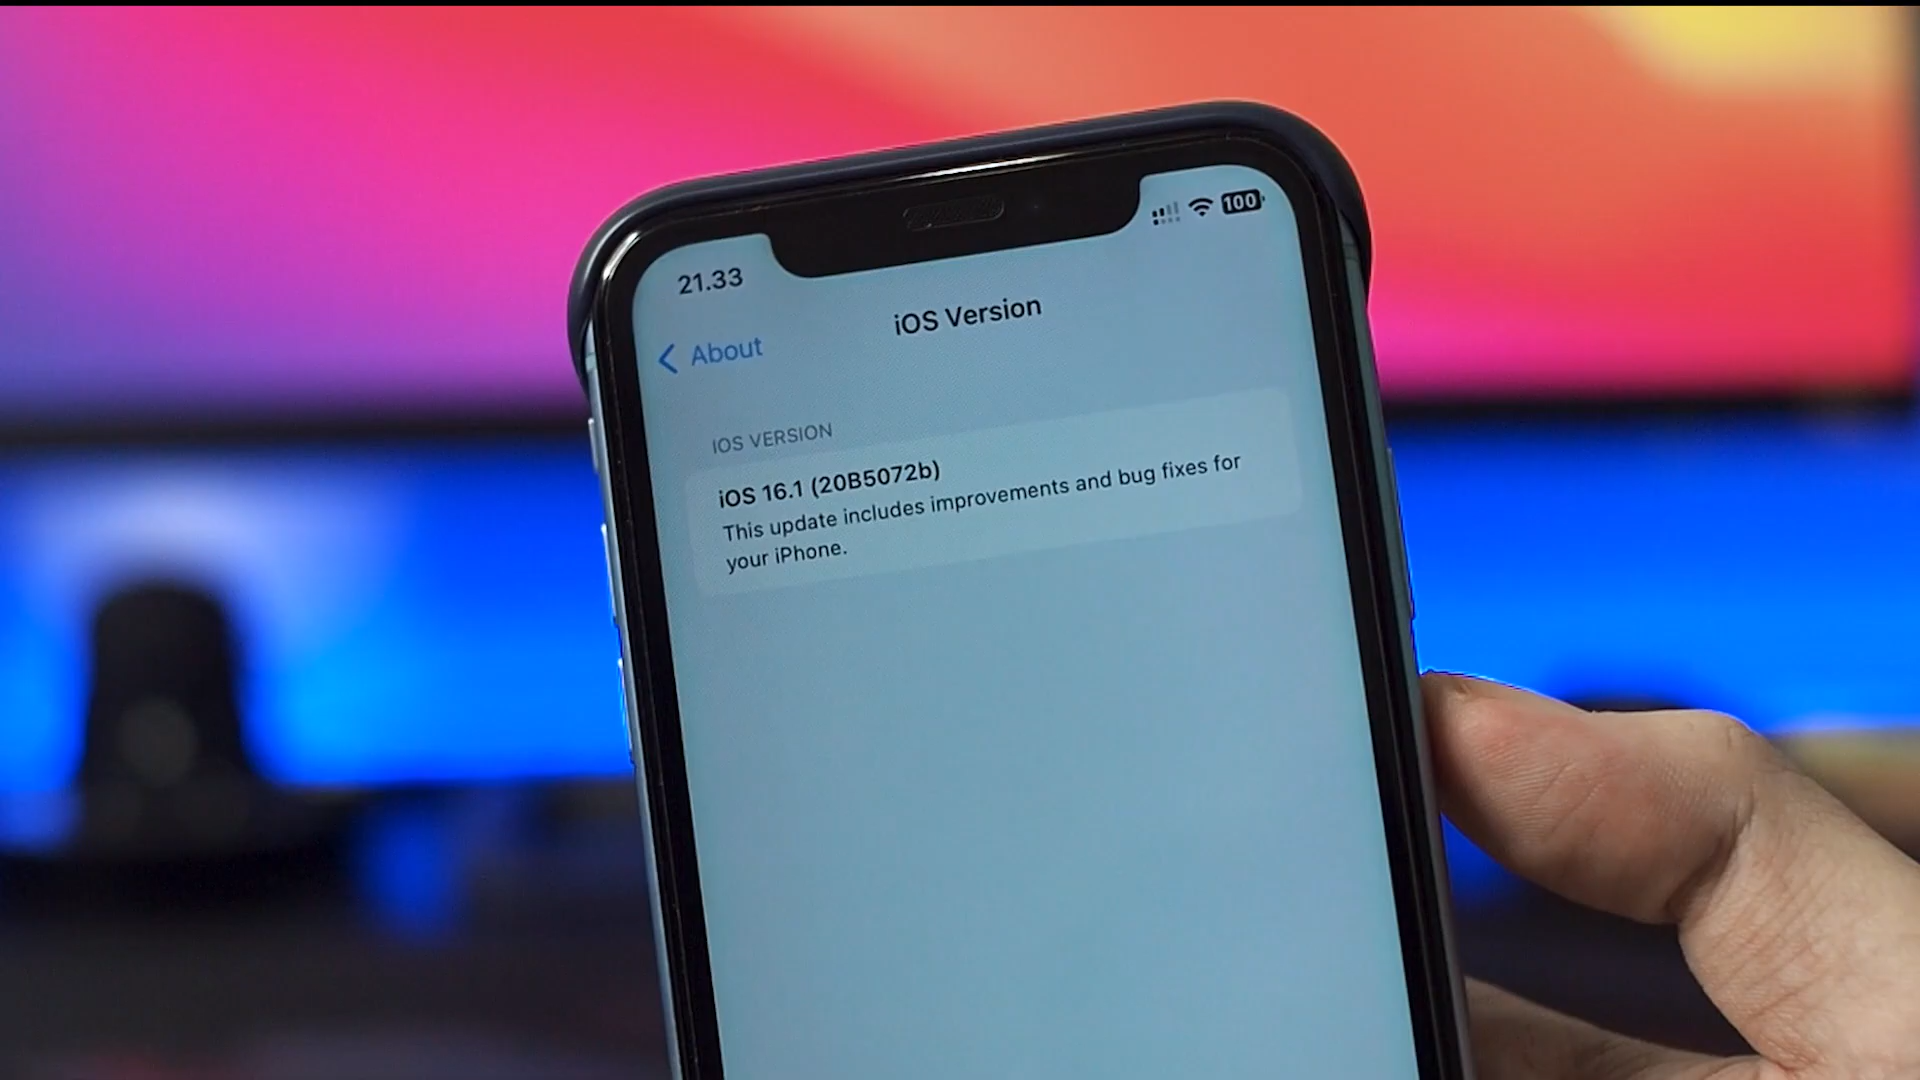 21.33
100
iOS Version
About
IOS VERSION
iOS 16.1 (20B5072b)
This update includes improvements and bug fixes for
your iPhone.